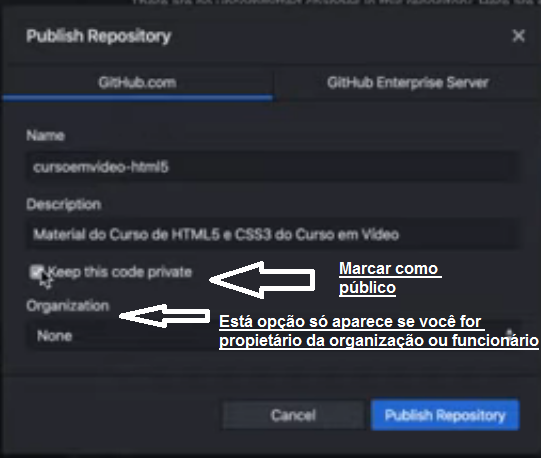 Publish Repository
GitHub.com
GitHub Enterprise Server
Name
cursoemvideo-html5
Description
Material do Curso de HTML5 e CSS3 do Curso em Vídeo
Keep this code private
Marcar como
público
Organization
None
Está opção só aparece se você for
propietário da organização ou funcionário
Cancel
Publish Repository